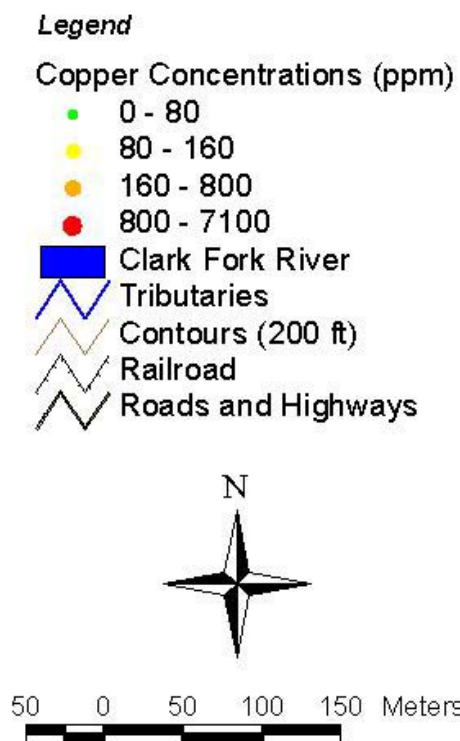 Legend
Copper Concentrations (ppm)
0 - 80
80 - 160
160 - 800
800 - 7100
Clark Fork River
Tributaries
Contours (200 ft)
Railroad
Roads and Highways
N
50 0 50 100 150 Meters